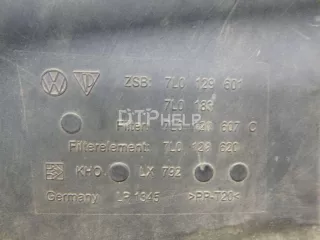 ZSB: 7L0 129 601
7L0 183
Filter: 7L0 129 607 C
Filterelement: 7L0 129 620
KHO. LX 792
Germany LP 1345 >PP-T20<
DTPhelp